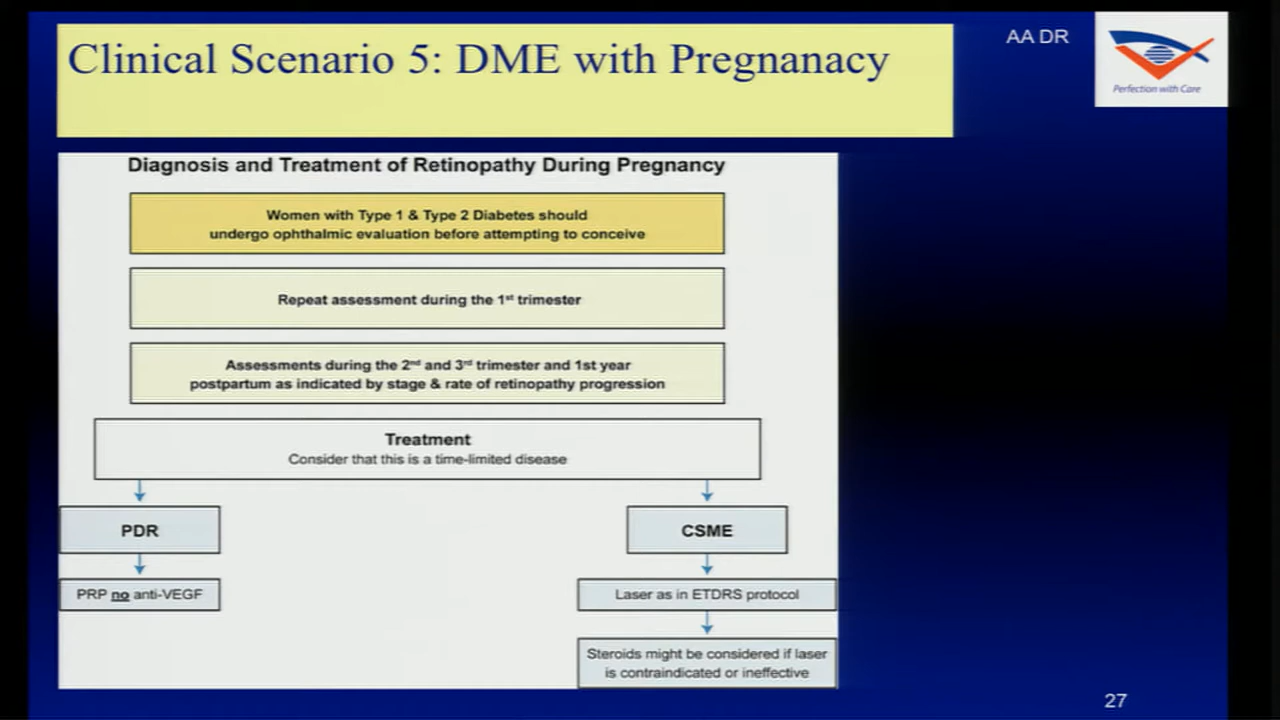 Clinical Scenario 5: DME with Pregnanacy
AA DR
Perfection with Care
Diagnosis and Treatment of Retinopathy During Pregnancy
Women with Type 1 & Type 2 Diabetes should
undergo ophthalmic evaluation before attempting to conceive
Repeat assessment during the 1st trimester
Assessments during the 2nd and 3rd trimester and 1st year
postpartum as indicated by stage & rate of retinopathy progression
Treatment
Consider that this is a time-limited disease
PDR
CSME
PRP no anti-VEGF
Laser as in ETDRS protocol
Steroids might be considered if laser
is contraindicated or ineffective
27